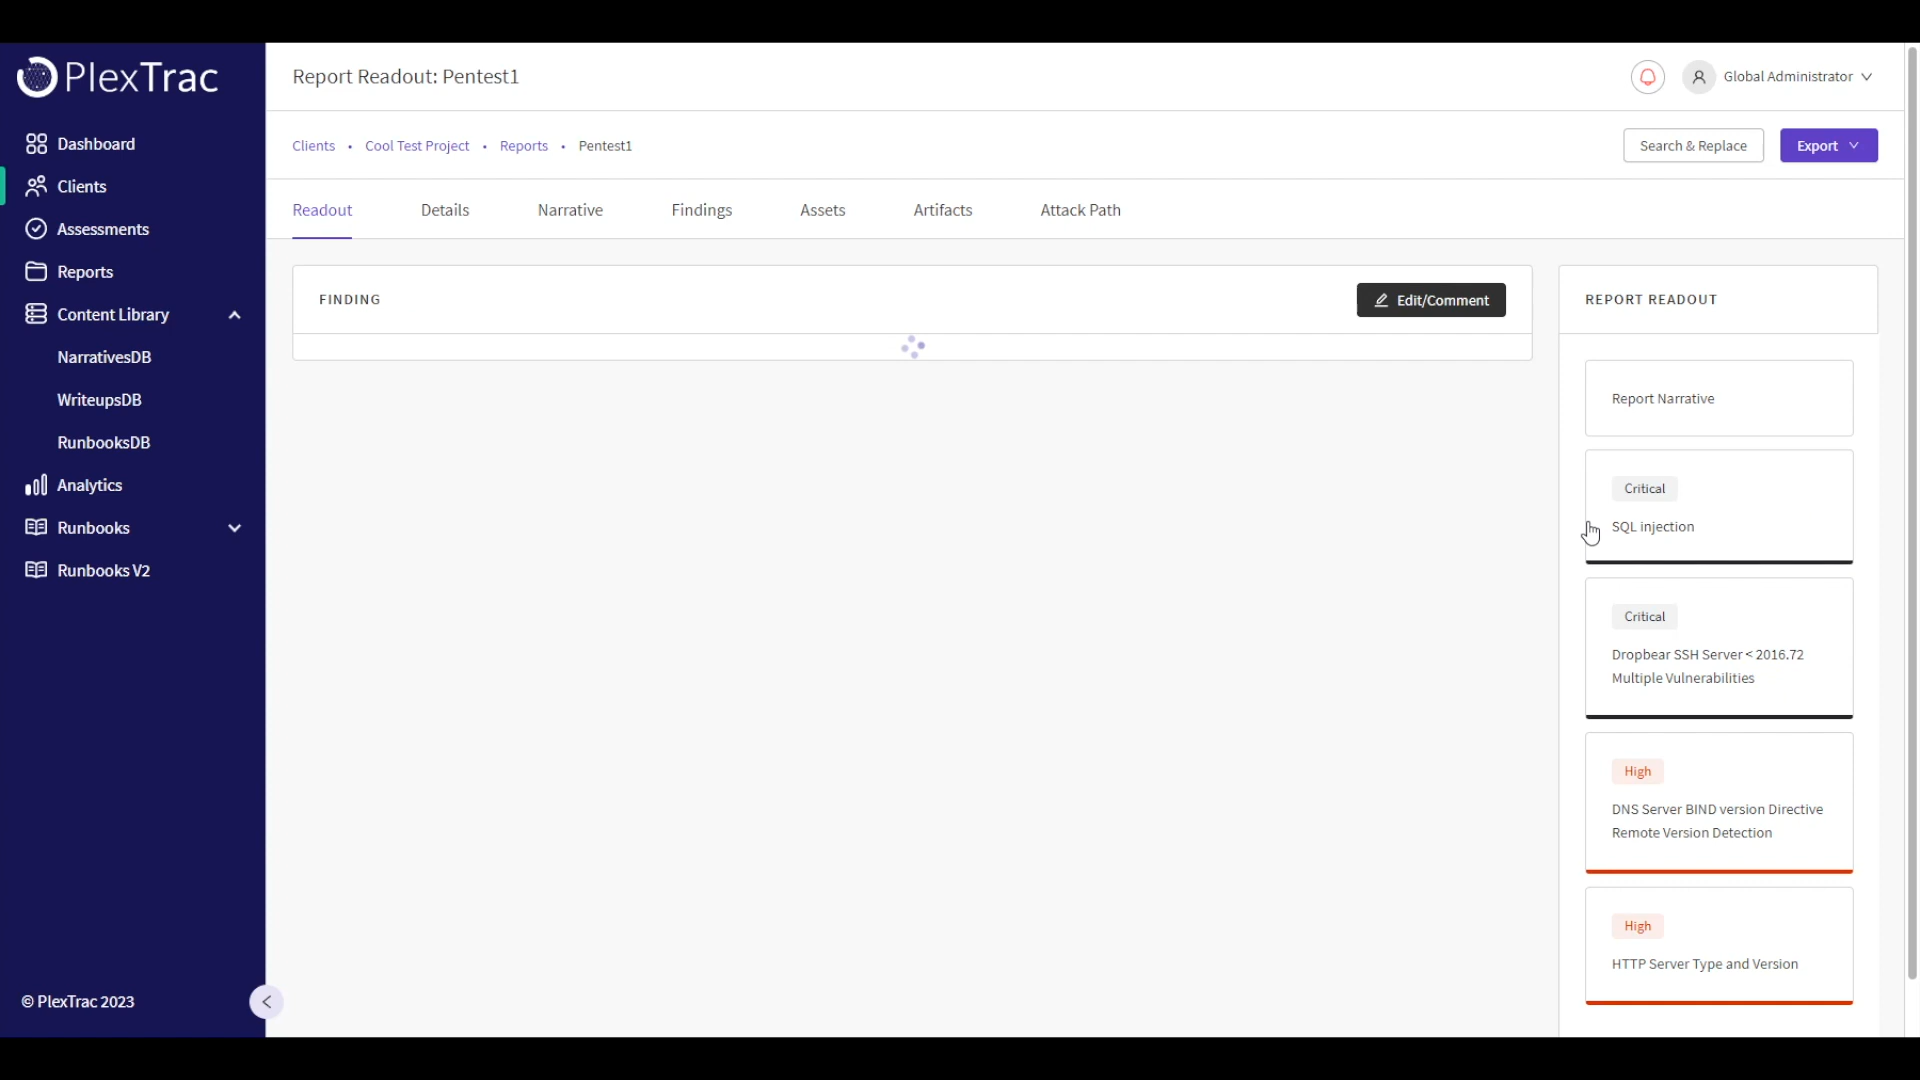 PlexTrac
Report Readout: Pentest1
Global Administrator
Dashboard
Clients
Assessments
Reports
Content Library
NarrativesDB
WriteupsDB
RunbooksDB
Analytics
Runbooks
Runbooks V2
© PlexTrac 2023
Clients • Cool Test Project • Reports • Pentest1
Search & Replace
Export
Readout Details Narrative Findings Assets Artifacts Attack Path
FINDING
Edit/Comment
REPORT READOUT
Report Narrative
Critical
SQL injection
Critical
Dropbear SSH Server < 2016.72
Multiple Vulnerabilities
High
DNS Server BIND version Directive
Remote Version Detection
High
HTTP Server Type and Version